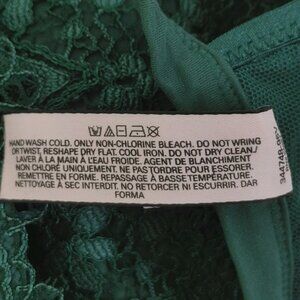 HAND WASH COLD. ONLY NON-CHLORINE BLEACH. DO NOT WRING
OR TWIST, RESHAPE DRY FLAT. COOL IRON. DO NOT DRY CLEAN./
LAVER À LA MAIN À L'EAU FROIDE. AGENT DE BLANCHIMENT
NON CHLORÉ UNIQUEMENT. NE PAS TORDRE POUR ESSORER.
REMETTRE EN FORME. REPASSAGE À BASSE TEMPÉRATURE.
NETTOYAGE À SEC INTERDIT. NO RETORCER NI ESCURRIR. DAR